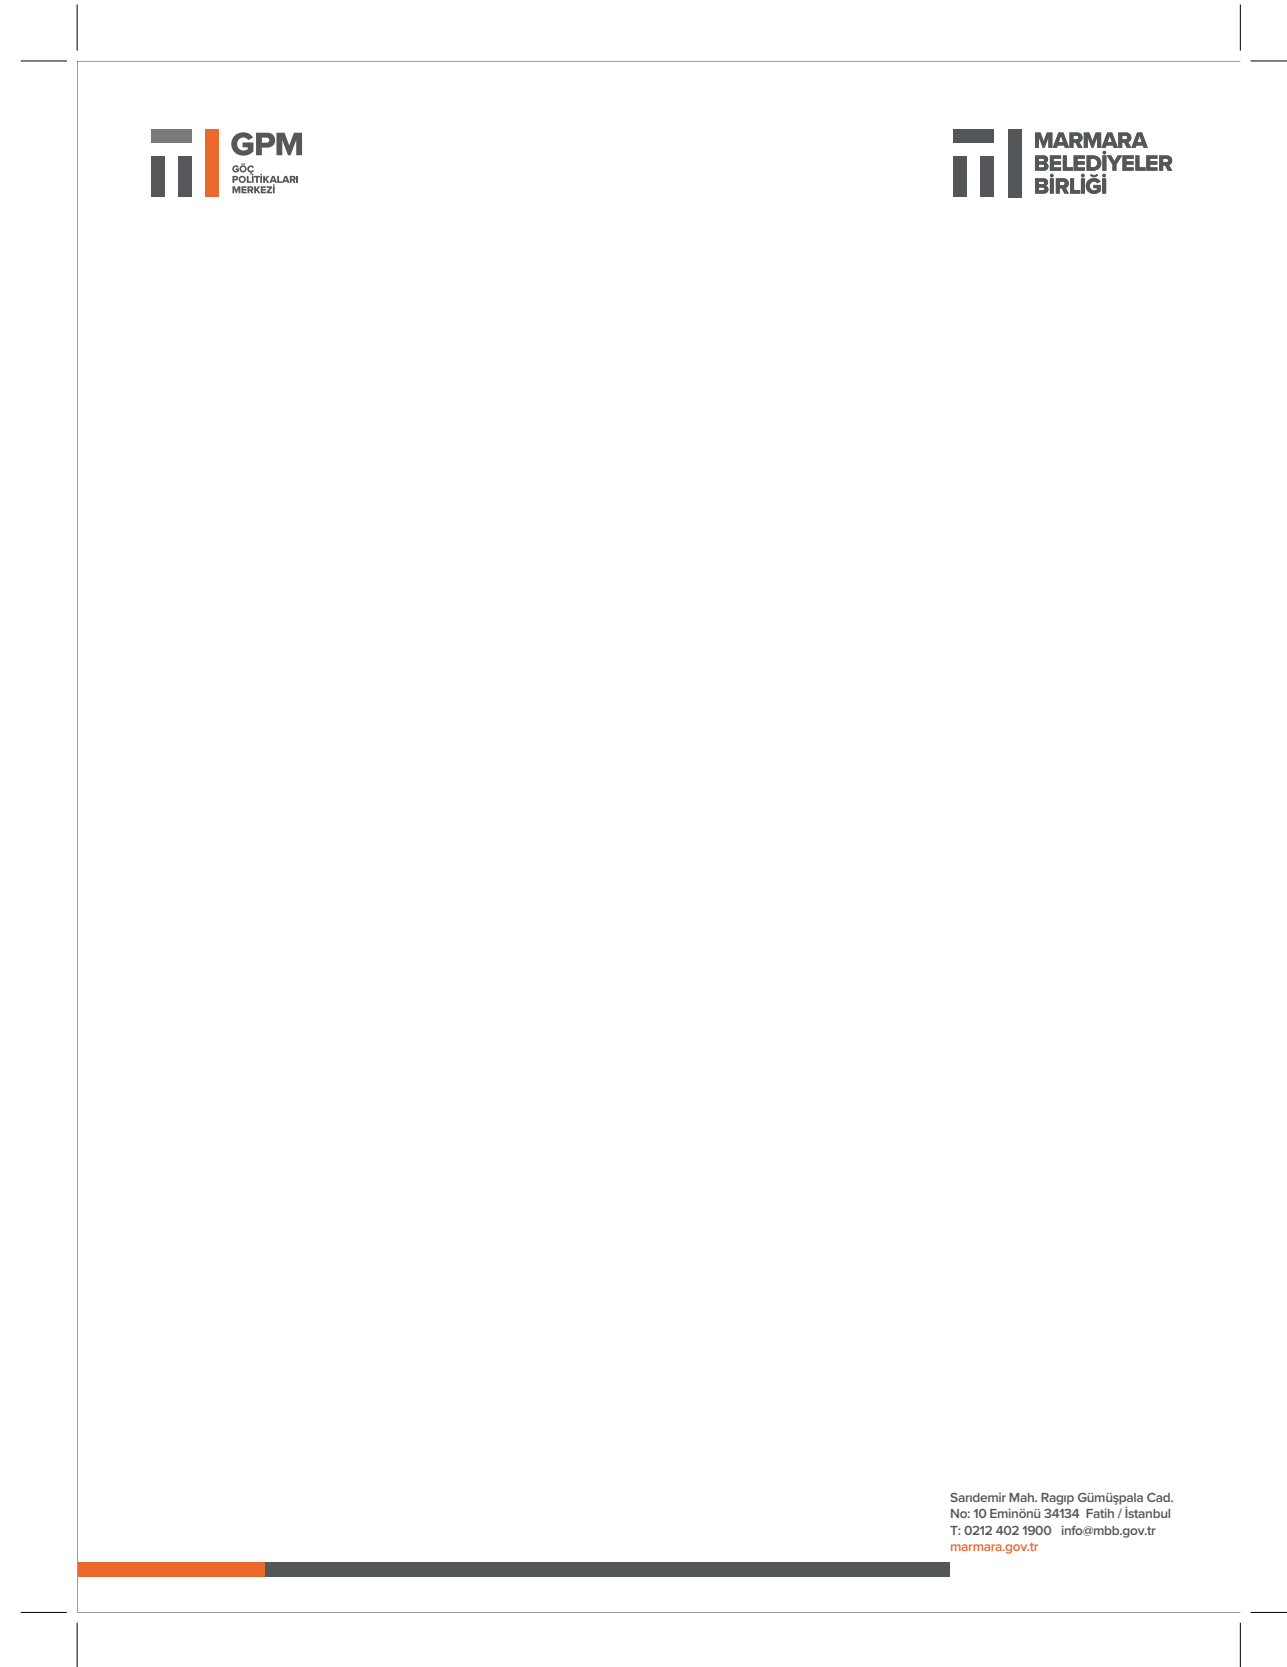 GPM
GÖÇ
POLİTİKALARI
MERKEZİ
MARMARA
BELEDİYELER
BİRLİĞİ
Sarıdemir Mah. Ragıp Gümüşpala Cad.
No: 10 Eminönü 34134 Fatih / İstanbul
T: 0212 402 1900 info@mbb.gov.tr
marmara.gov.tr